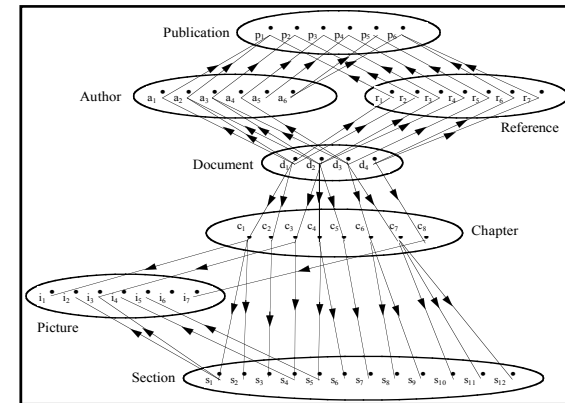 Publication
p1 p2 p3 p4 p5 p6
Author
a1 a2 a3 a4 a5 a6
r1 r2 r3 r4 r5 r6 r7
Reference
Document
d1 d2 d3 d4
c1 c2 c3 c4 c5 c6 c7 c8
Chapter
i1 i2 i3 i4 i5 i6 i7
Picture
Section
s1 s2 s3 s4 s5 s6 s7 s8 s9 s10 s11 s12